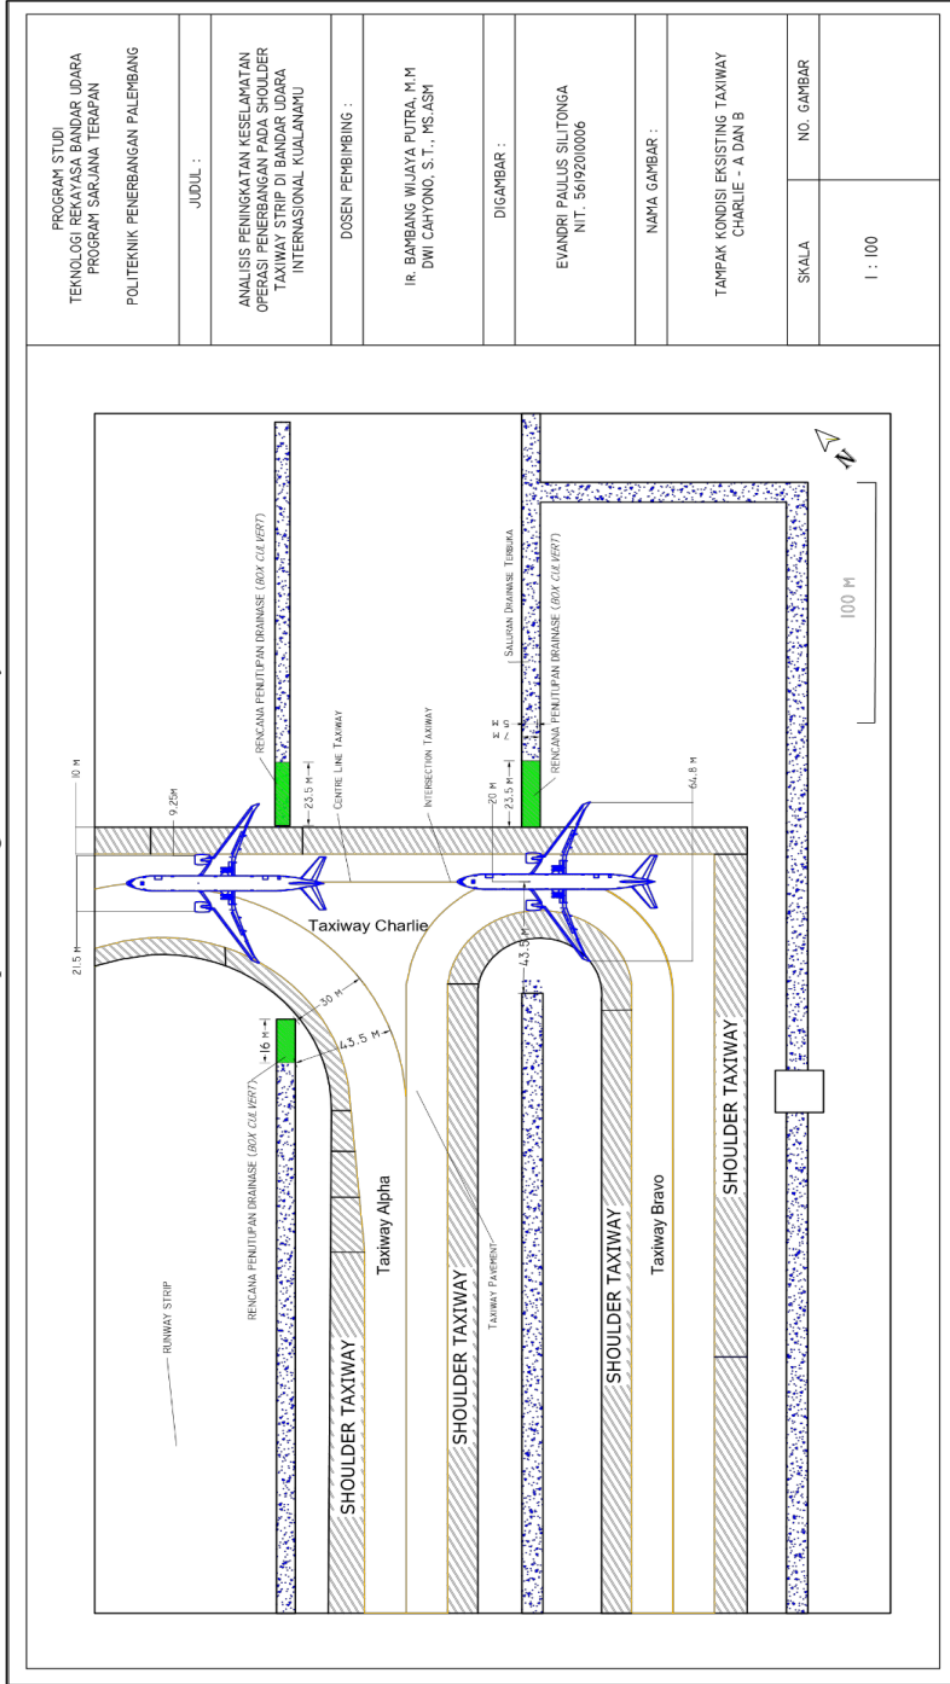 PROGRAM STUDI
TEKNOLOGI REKAYASA BANDAR UDARA
PROGRAM SARJANA TERAPAN
POLITEKNIK PENERBANGAN PALEMBANG
JUDUL :
ANALISIS PENINGKATAN KESELAMATAN
OPERASI PENERBANGAN PADA SHOULDER
TAXIWAY STRIP DI BANDAR UDARA
INTERNASIONAL KUALANAMU
DOSEN PEMBIMBING :
IR. BAMBANG WIJAYA PUTRA, M.M
DWI CAHYONO, S.T., MS.ASM
DIGAMBAR :
EVANDRI PAULUS SILITONGA
NIT. 56192010006
NAMA GAMBAR :
TAMPAK KONDISI EKSISTING TAXIWAY
CHARLIE - A DAN B
SKALA
NO. GAMBAR
1 : 100
RENCANA PENUTUPAN DRAINASE (BOX CULVERT)
23.5 M
10 M
9.25M
21.5 M
CENTRE LINE TAXIWAY
INTERSECTION TAXIWAY
Taxiway Charlie
SALURAN DRAINASE TERBUKA
RENCANA PENUTUPAN DRAINASE (BOX CULVERT)
20 M
23.5 M
64.8 M
43.5 M
N
100 M
30 M
43.5 M
16 M
RENCANA PENUTUPAN DRAINASE (BOX CULVERT)
RUNWAY STRIP
Taxiway Alpha
TAXIWAY PAVEMENT
SHOULDER TAXIWAY
SHOULDER TAXIWAY
SHOULDER TAXIWAY
Taxiway Bravo
SHOULDER TAXIWAY